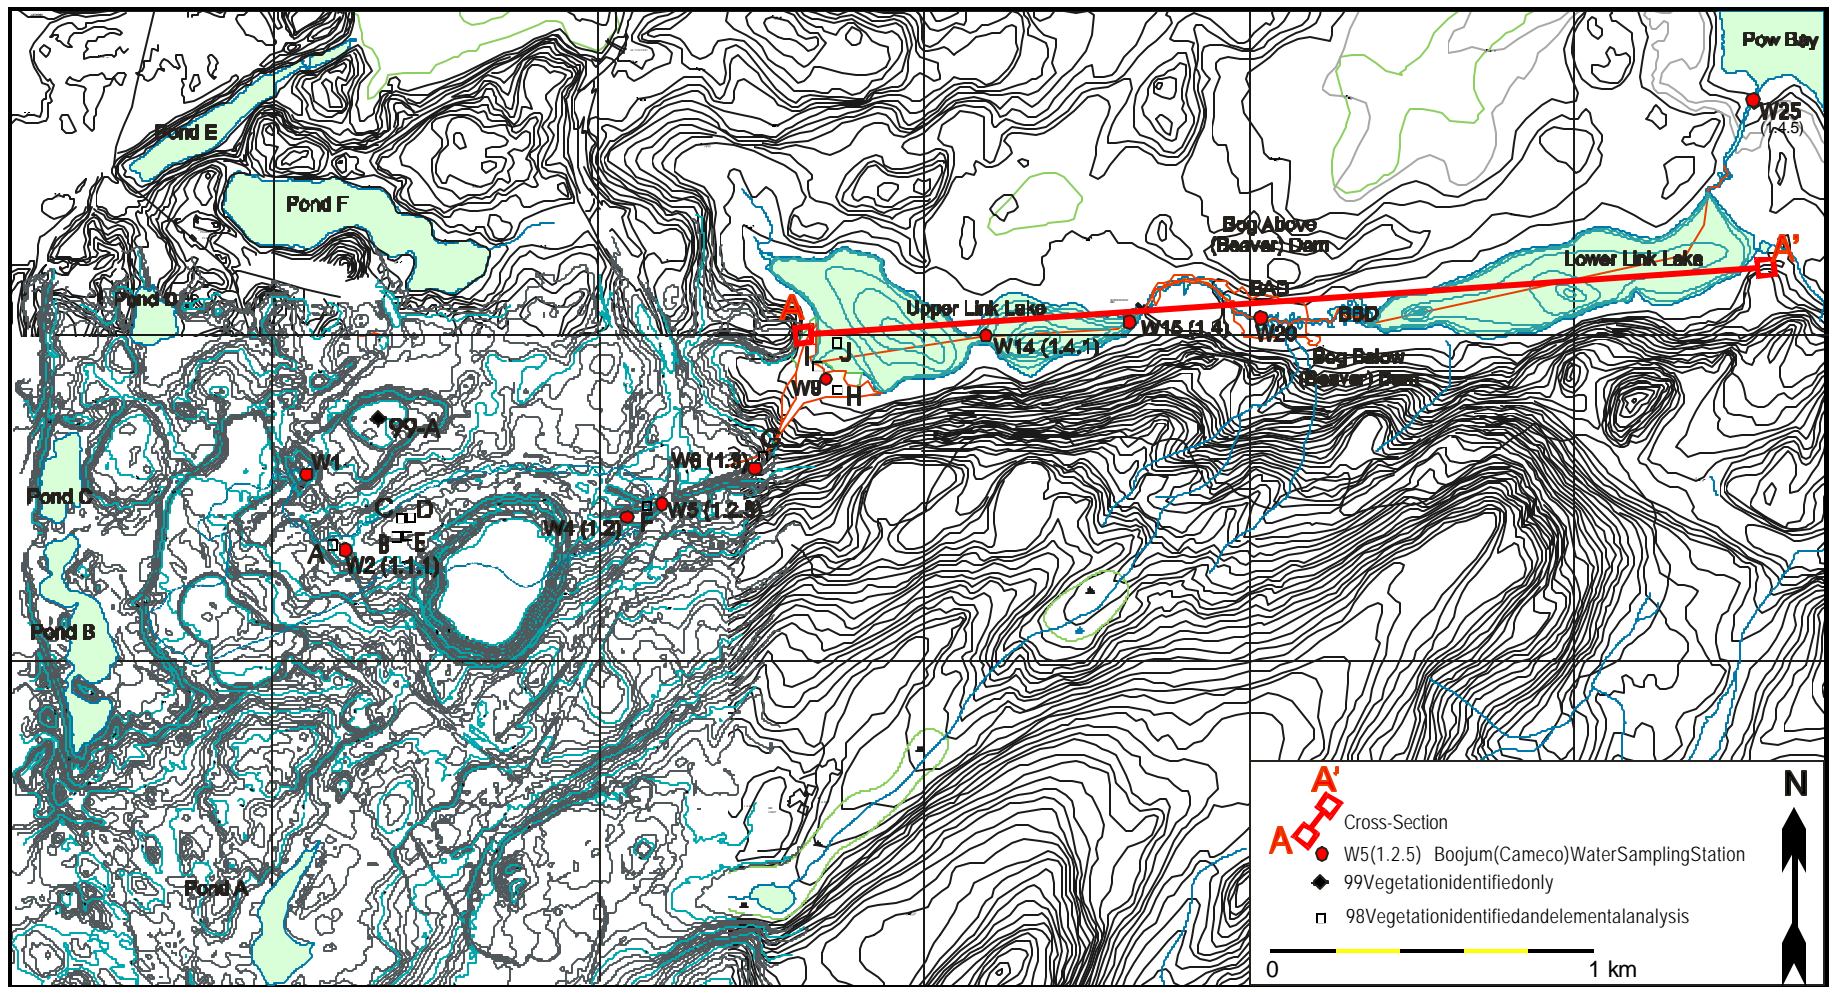 Pow Bay
W25
(1.4.5)
Pond E
Pond F
Bog Above
(Beaver) Dam
A'
Lower Link Lake
BAB
Pond D
A
Upper Link Lake
BBD
W15 (1.4)
W20
W14 (1.4.1)
J
I
Bog Below
(Beaver) Dam
W9
H
99-A
G
W1
W6 (1.3)
Pond C
C
D
W5 (1.2.5)
F
W4 (1.2)
B
E
A
W2 (1.1.1)
Pond B
Pond A
N
A'
A
Cross-Section
W5(1.2.5) Boojum(Cameco)WaterSamplingStation
99Vegetationidentifiedonly
98Vegetationidentifiedandelementalanalysis
0
1 km